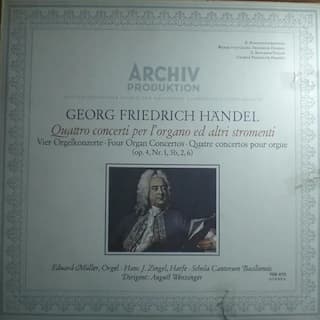 ARCHIV
PRODUKTION
GEORG FRIEDRICH HÄNDEL
Quattro concerti per l'organo ed altri stromenti
Vier Orgelkonzerte · Four Organ Concertos · Quatre concertos pour orgue
(op. 4, Nr. 1, 5b, 2, 6)
Eduard Müller, Orgel · Hans J. Zingel, Harfe · Schola Cantorum Basiliensis
Dirigent: August Wenzinger
STEREO